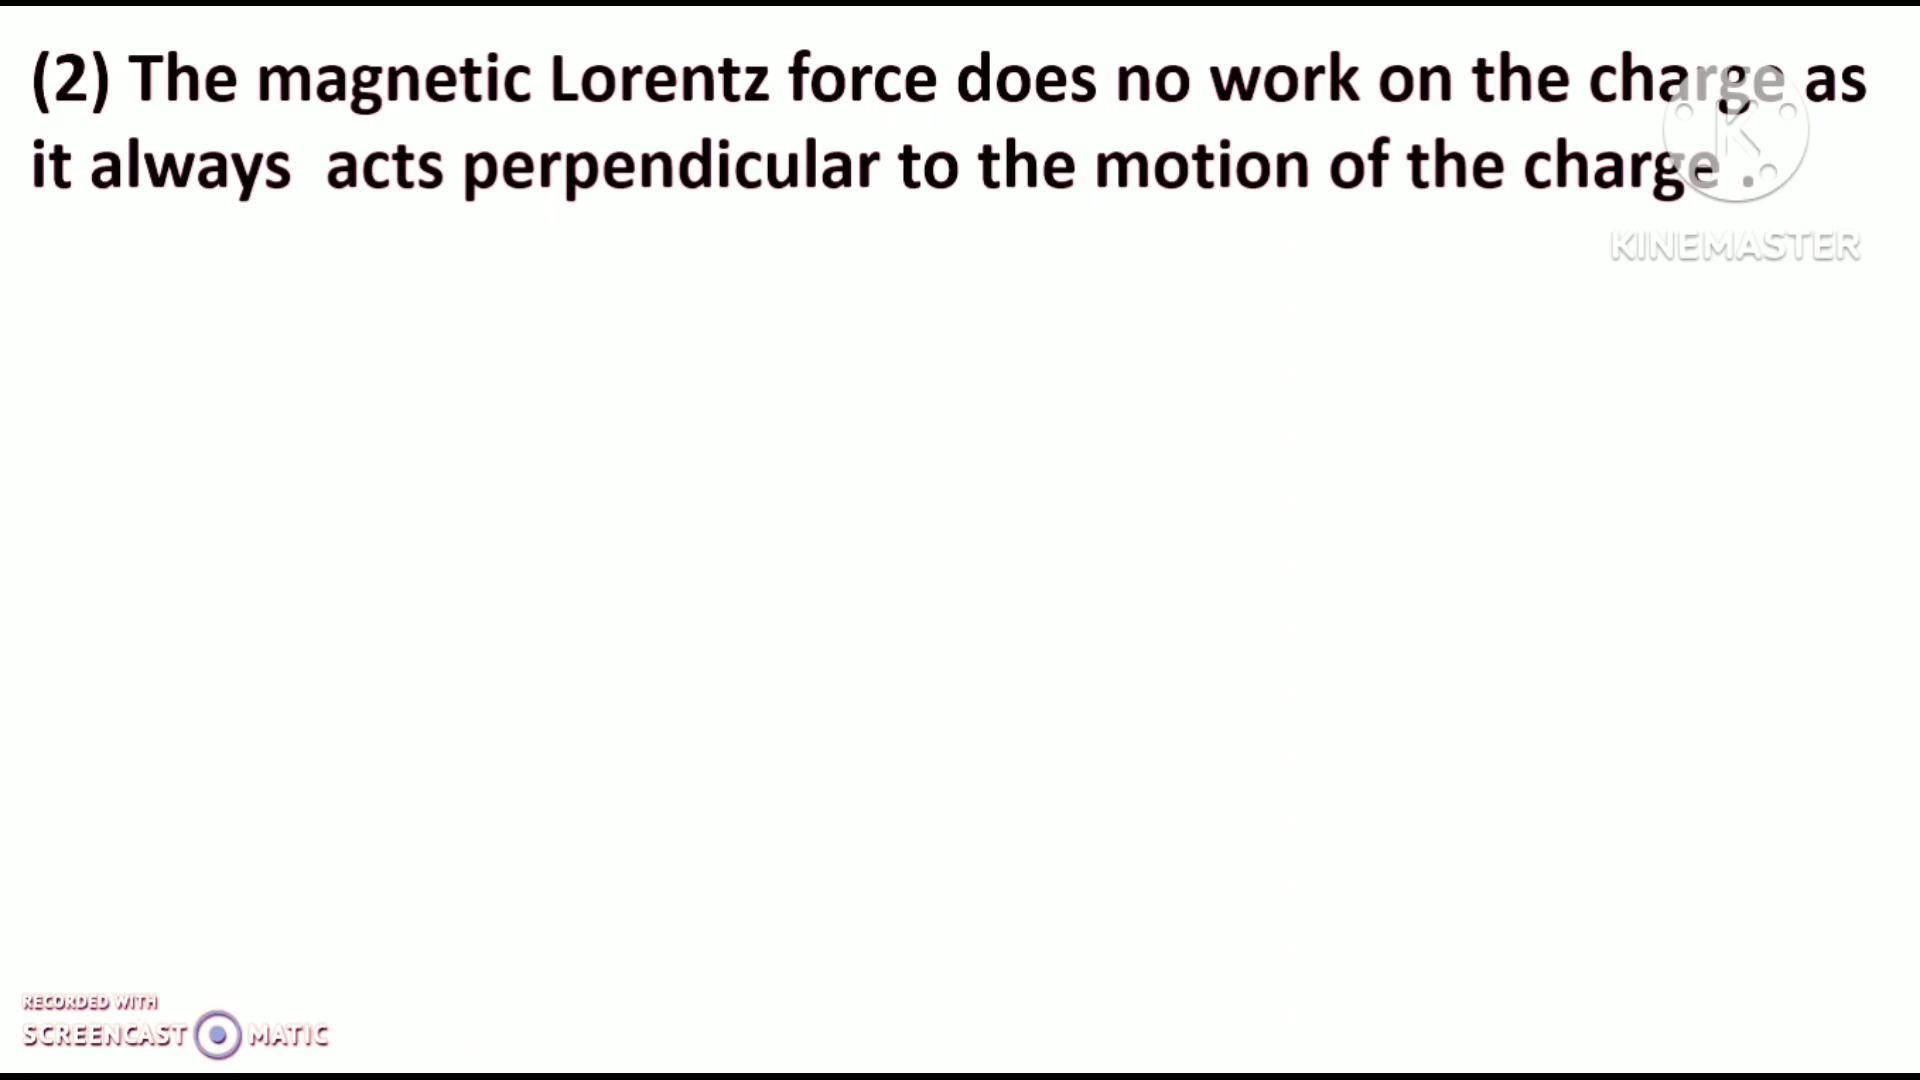 (2) The magnetic Lorentz force does no work on the charge as
it always acts perpendicular to the motion of the charge .
KINEMASTER
RECORDED WITH
SCREENCAST MATIC